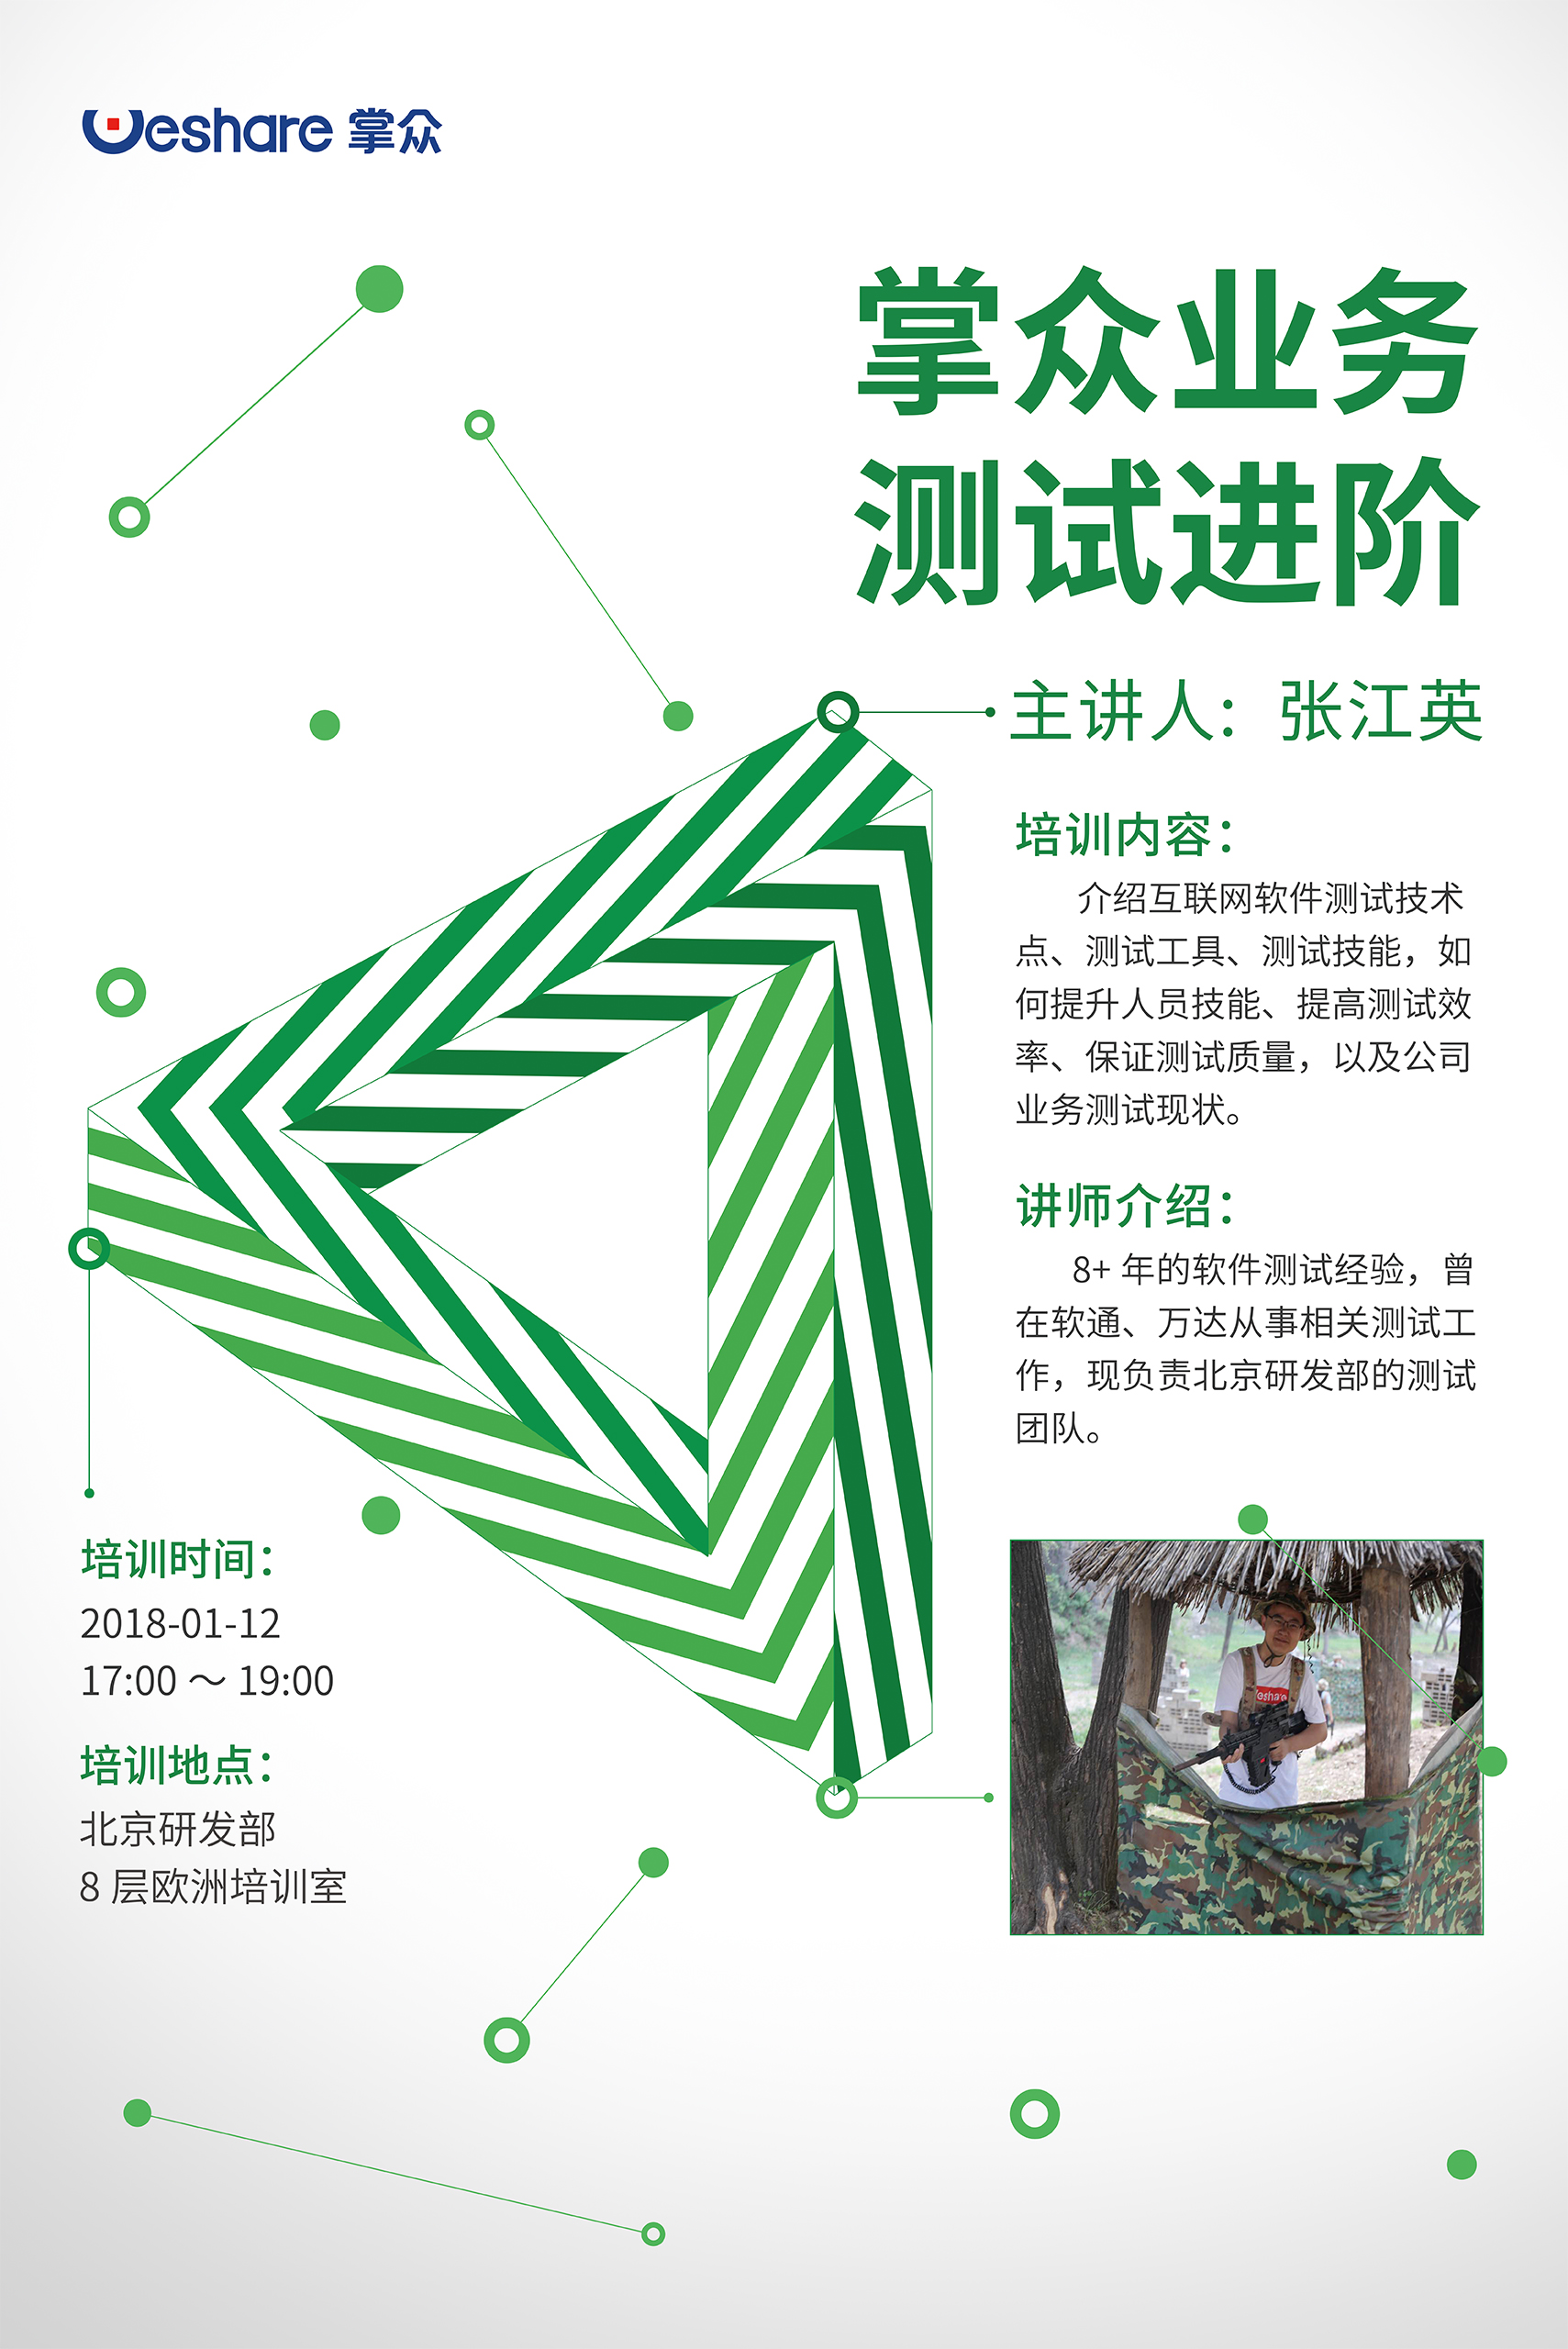 Weshare 掌众
掌众业务
测试进阶
主讲人：张江英
培训内容：
介绍互联网软件测试技术
点、测试工具、测试技能，如
何提升人员技能、提高测试效
率、保证测试质量，以及公司
业务测试现状。
讲师介绍：
8+ 年的软件测试经验，曾
在软通、万达从事相关测试工
作，现负责北京研发部的测试
团队。
培训时间：
2018-01-12
17:00 ～ 19:00
培训地点：
北京研发部
8 层欧洲培训室
eshare